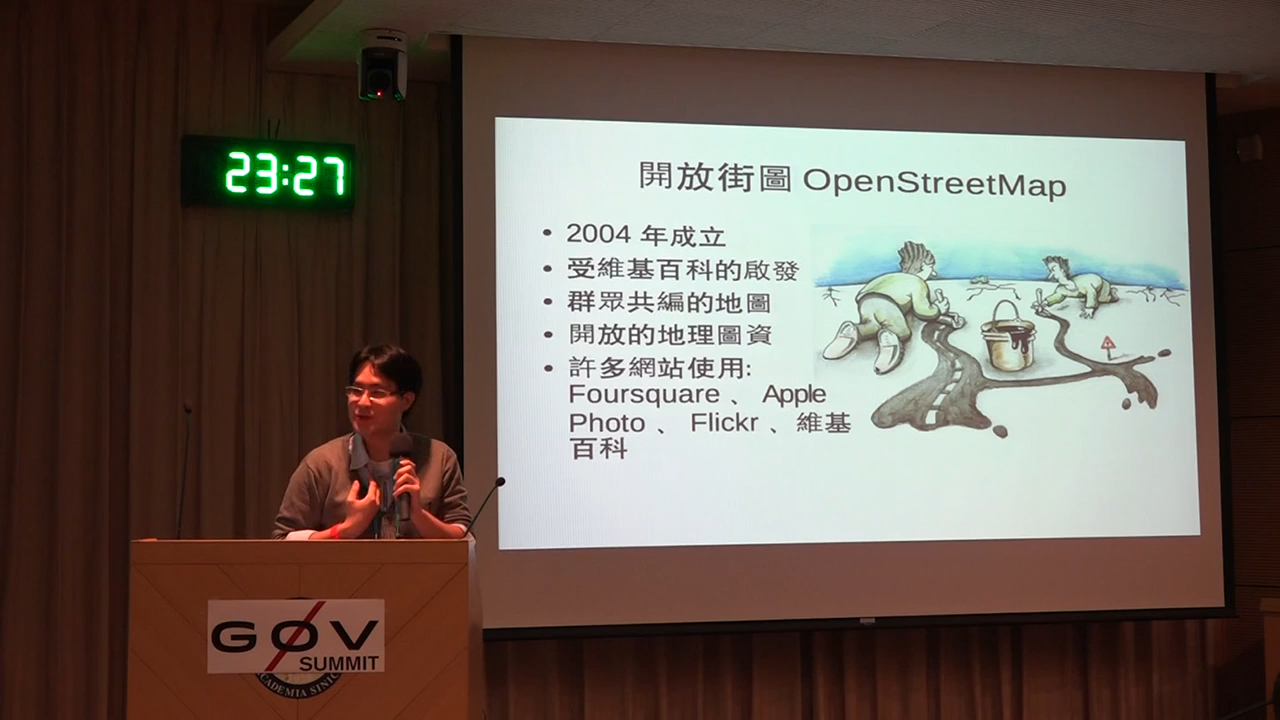 23:27
開放街圖 OpenStreetMap
• 2004 年成立
• 受維基百科的啟發
• 群眾共編的地圖
• 開放的地理圖資
• 許多網站使用:
Foursquare 、 Apple
Photo 、 Flickr 、維基
百科
GØV
SUMMIT